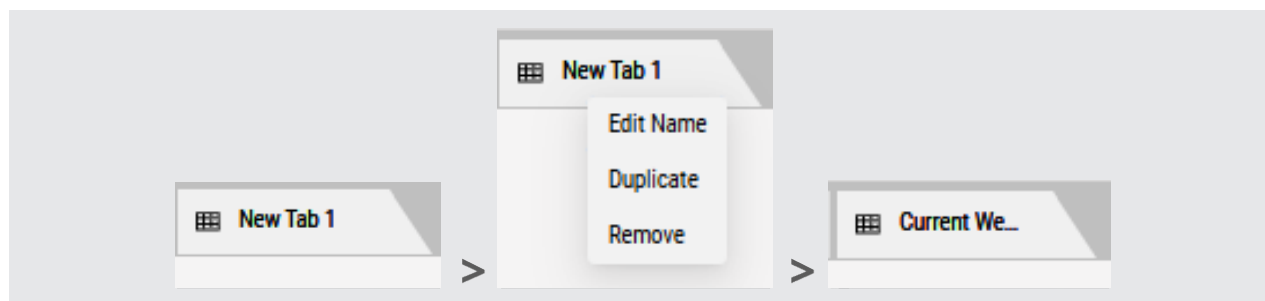 New Tab 1
>
New Tab 1
Edit Name
Duplicate
Remove
>
Current We...